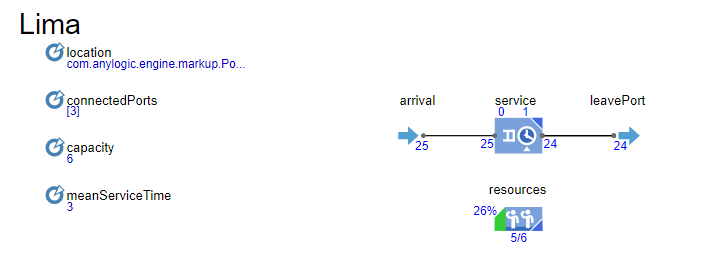 Lima
location
com.anylogic.engine.markup.Po...
connectedPorts
[3]
capacity
6
meanServiceTime
3
arrival
service
leavePort
0 1
25
25
24
24
resources
26%
5/6